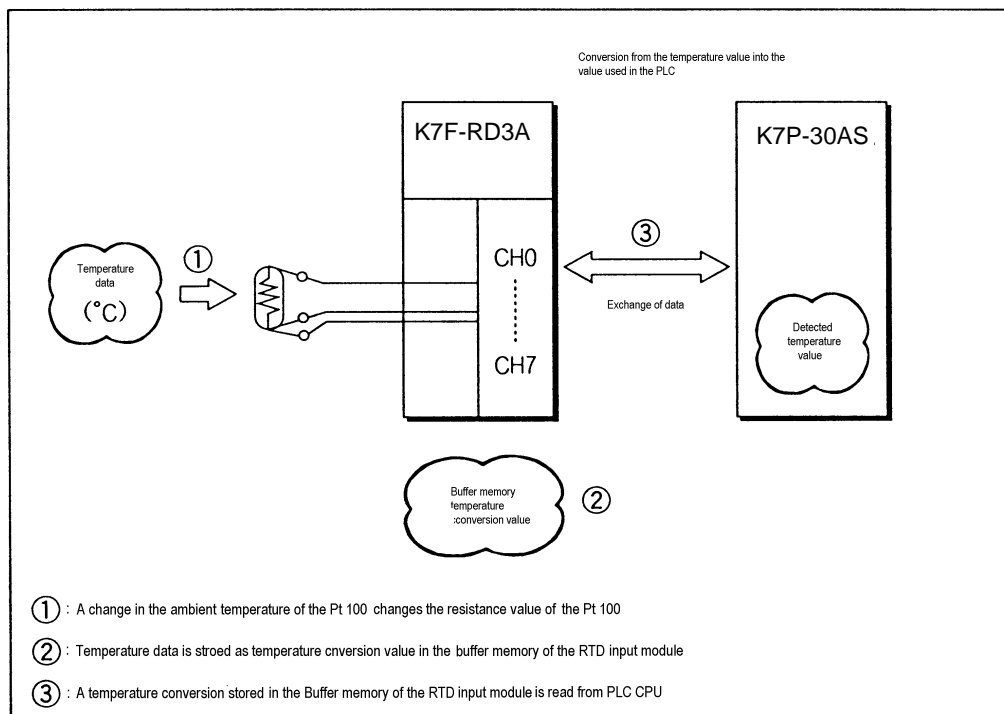 Conversion from the temperature value into the
value used in the PLC
K7F-RD3A
K7P-30AS
Temperature
data
(°C)
①
CH0
CH7
③
Exchange of data
Detected
temperature
value
Buffer memory
temperature
:conversion value
②
① : A change in the ambient temperature of the Pt 100 changes the resistance value of the Pt 100
② : Temperature data is stroed as temperature cnversion value in the buffer memory of the RTD input module
③ : A temperature conversion stored in the Buffer memory of the RTD input module is read from PLC CPU